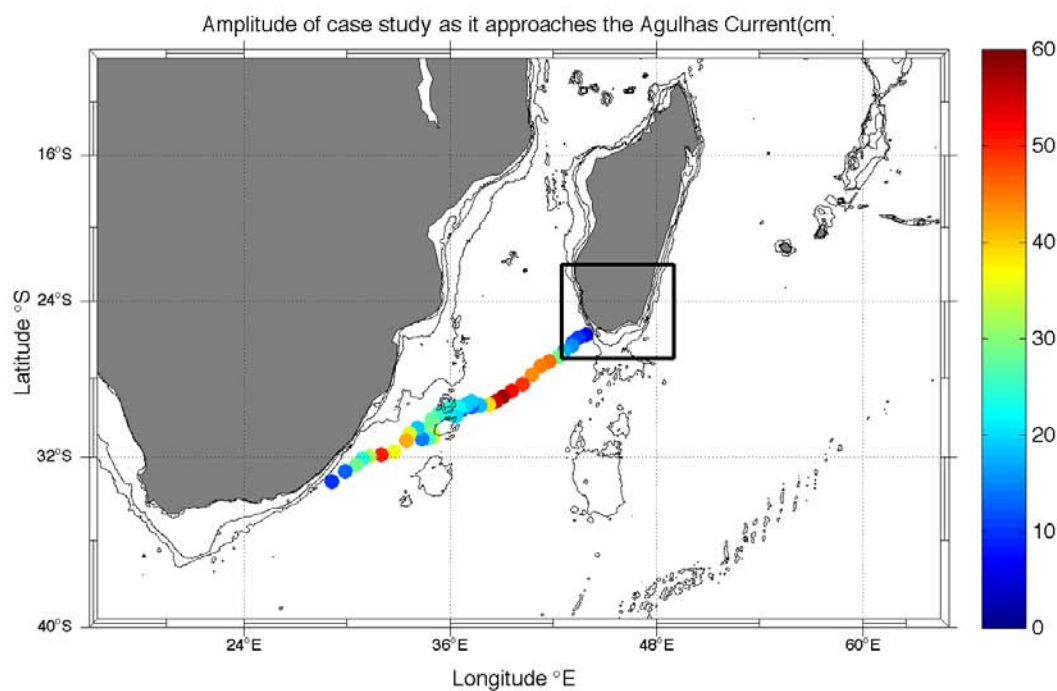 Amplitude of case study as it approaches the Agulhas Current(cm)
16°S
24°S
32°S
40°S
Latitude °S
24°E
36°E
48°E
60°E
Longitude °E
60
50
40
30
20
10
0